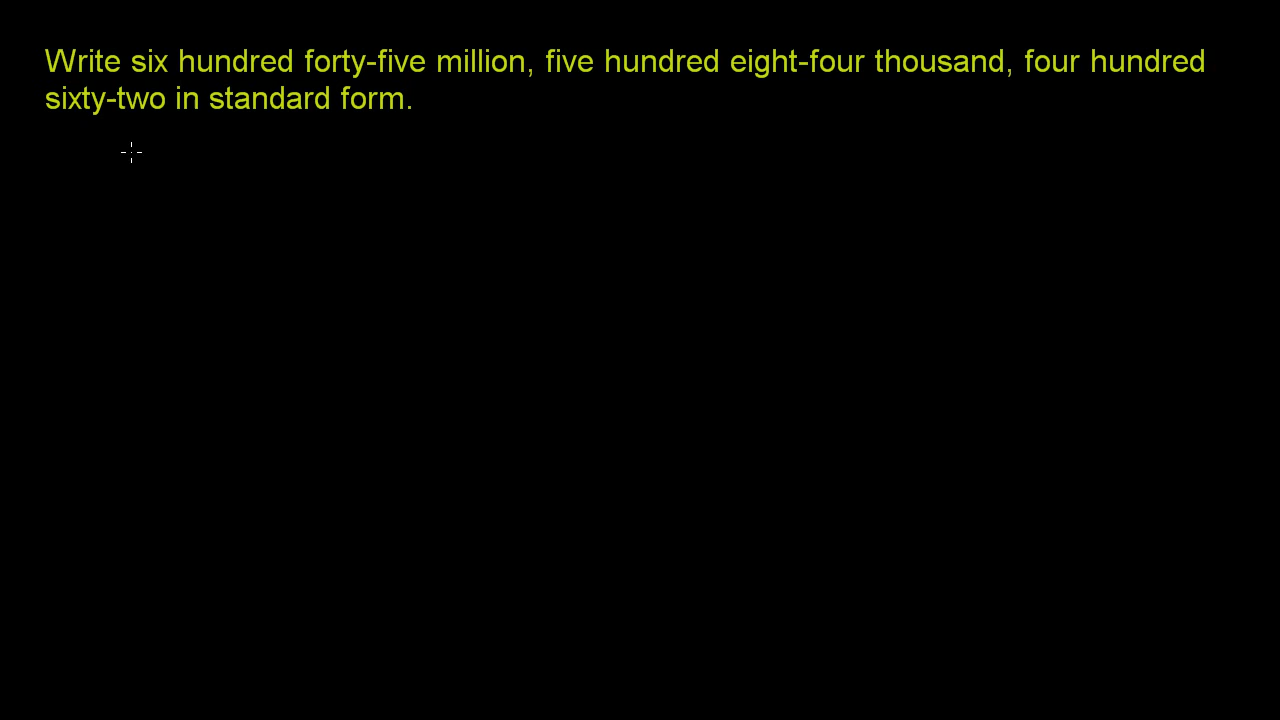 Write six hundred forty-five million, five hundred eight-four thousand, four hundred
sixty-two in standard form.